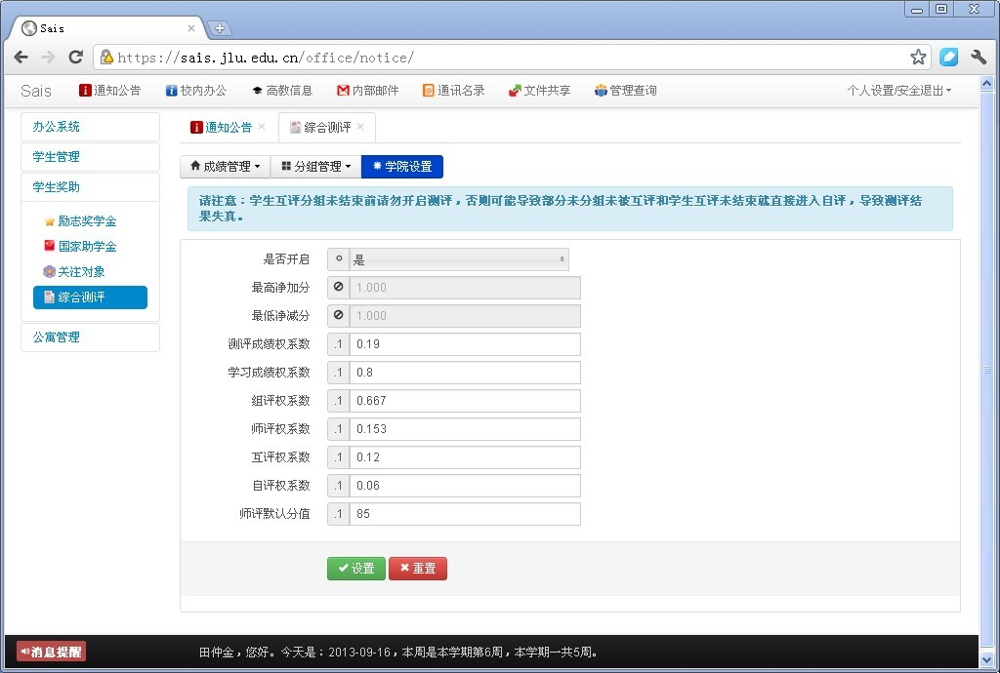 Sais
https://sais.jlu.edu.cn/office/notice/
Sais 通知公告 校内办公 高教信息 内部邮件 通讯名录 文件共享 管理查询 个人设置/安全退出
办公系统
学生管理
学生奖助
励志奖学金
国家助学金
关注对象
综合测评
公寓管理
通知公告 × 综合测评 ×
成绩管理 分组管理 学院设置
请注意：学生互评分组未结束前请勿开启测评，否则可能导致部分未分组未被互评和学生互评未结束就直接进入自评，导致测评结
果失真。
是否开启 是
最高净加分 1.000
最低净减分 1.000
测评成绩权系数 .1 0.19
学习成绩权系数 .1 0.8
组评权系数 .1 0.667
师评权系数 .1 0.153
互评权系数 .1 0.12
自评权系数 .1 0.06
师评默认分值 .1 85
设置 重置
消息提醒 田仲金，您好。今天是：2013-09-16，本周是本学期第6周，本学期一共5周。